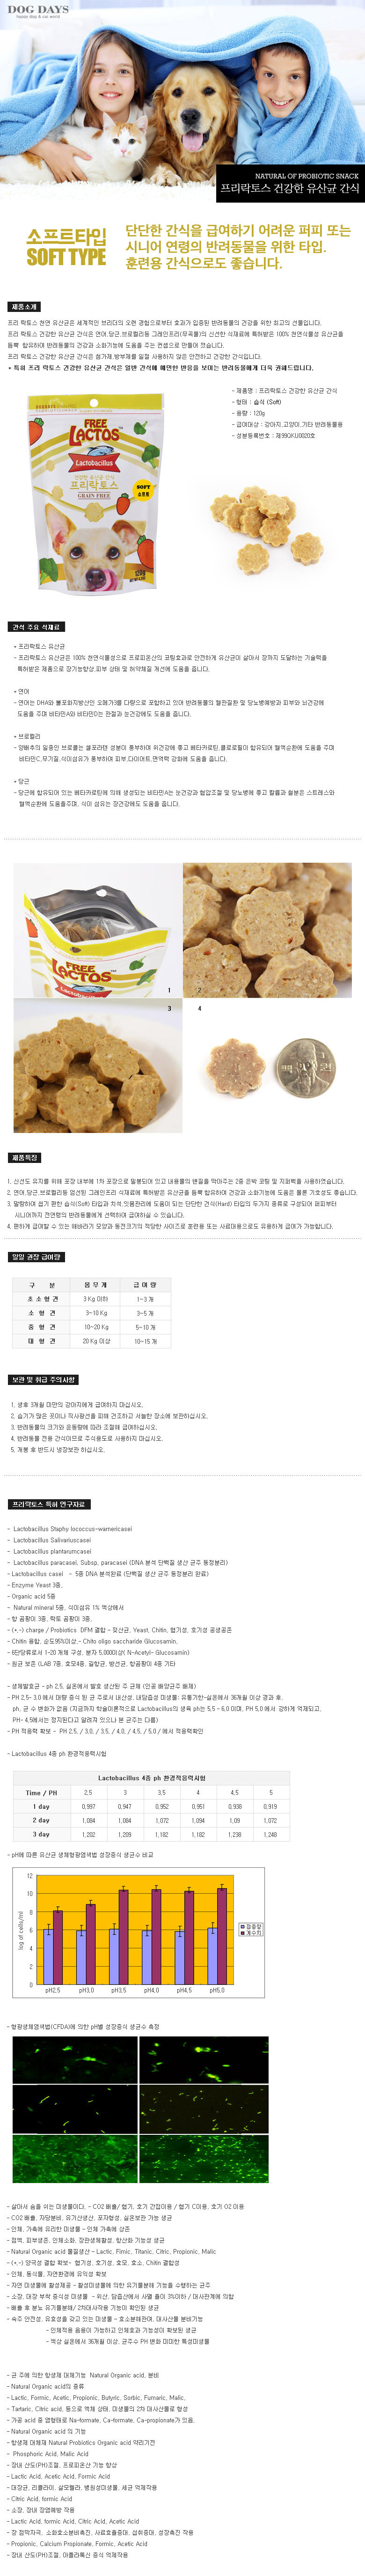 DOG DAYS
happy dog & cat world
NATURAL OF PROBIOTIC SNACK
프리락토스 건강한 유산균 간식
소프트타입
SOFT TYPE
단단한 간식을 급여하기 어려운 퍼피 또는
시니어 연령의 반려동물을 위한 타입.
훈련용 간식으로도 좋습니다.
제품소개
프리 락토스 천연 유산균은 세계적인 브리더의 오랜 경험으로부터 효과가 입증된 반려동물의 건강을 위한 최고의 선물입니다.
프리 락토스 건강한 유산균 간식은 연어,당근,브로컬리등 그레인프리(무곡물)의 신선한 식재료에 특허받은 100% 천연식물성 유산균을
듬뿍 함유하여 반려동물의 건강과 소화기능에 도움을 주는 컨셉으로 만들어 졌습니다.
프리 락토스 건강한 유산균 간식은 첨가제,방부제를 일절 사용하지 않은 안전하고 건강한 간식입니다.
* 특히 프리 락토스 건강한 유산균 간식은 일반 간식에 예민한 반응을 보이는 반려동물에게 더욱 권해드립니다.
- 제품명 : 프리락토스 건강한 유산균 간식
- 형태 : 습식 (Soft)
- 용량 : 120g
- 급여대상 : 강아지,고양이,기타 반려동물용
- 성분등록번호 : 제99GKU0020호
FREE
LACTOS
Lactobacillus
건강한 유산균 간식
프리락토스
GRAIN FREE
SOFT
소프트
120g
간식 주요 식재료
* 프리락토스 유산균
- 프리락토스 유산균은 100% 천연식물성으로 프로피온산의 코팅효과로 안전하게 유산균이 살아서 장까지 도달하는 기술력을
특허받은 제품으로 장기능향상,피부 상태 및 허약체질 개선에 도움을 줍니다.
* 연어
- 연어는 DHA와 불포화지방산인 오메가3를 다량으로 포함하고 있어 반려동물의 혈관질환 및 당뇨병예방과 피부와 뇌건강에
도움을 주며 비타민A와 비타민D는 관절과 눈건강에도 도움을 줍니다.
* 브로컬리
- 양배추의 일종인 브로콜는 셀포라텐 성분이 풍부하여 위건강에 좋고 베타카로틴,클로로필이 함유되어 혈액순환에 도움을 주며
비타민C,무기질,식이섬유가 풍부하여 피부,다이어트,면역력 강화에 도움을 줍니다.
* 당근
- 당근에 함유되어 있는 베타카로틴에 의해 생성되는 비타민A는 눈건강과 혈압조절 및 당뇨병에 좋고 칼륨과 철분은 스트레스와
혈액순환에 도움을주며, 식이 섬유는 장건강에도 도움을 줍니다.
FREE
LACTOS
1
2
3
4
제품특장
1. 신선도 유지를 위해 포장 내부에 1차 포장으로 밀봉되어 있고 내용물의 변질을 막아주는 2중 은박 코팅 및 지퍼팩을 사용하였습니다.
2. 연어,당근,브로컬리등 엄선된 그레인프리 식재료에 특허받은 유산균을 듬뿍 함유하여 건강과 소화기능에 도움은 물론 기호성도 좋습니다.
3. 말랑하여 씹기 편한 습식(Soft) 타입과 치석,잇몸관리에 도움이 되는 단단한 건식(Hard) 타입의 두가지 종류로 구성되어 퍼피부터
시니어까지 전연령의 반려동물에게 선택하여 급여하실 수 있습니다.
4. 편하게 급여할 수 있는 해바라기 모양과 동전크기의 적당한 사이즈로 훈련용 또는 사료대용으로도 유용하게 급여가 가능합니다.
일일 권장 급여량
구 분 몸 무 게 급 여 량
초 소 형 견 3 Kg 이하 1~3 개
소 형 견 3~10 Kg 3~5 개
중 형 견 10~20 Kg 5~10 개
대 형 견 20 Kg 이상 10~15 개
보관 및 취급 주의사항
1. 생후 3개월 미만의 강아지에게 급여하지 마십시오.
2. 습기가 많은 곳이나 직사광선을 피해 건조하고 서늘한 장소에 보관하십시오.
3. 반려동물의 크기와 운동량에 따라 조절해 급여하십시오.
4. 반려동물 전용 간식이므로 주식용도로 사용하지 마십시오.
5. 개봉 후 반드시 냉장보관 하십시오.
프리락토스 특허 연구자료
- Lactobacillus Staphy lococcus-warnericasei
- Lactobacillus Salivariuscasei
- Lactobacillus plantarumcasei
- Lactobacillus paracasei, Subsp. paracasei (DNA 분석 단백질 생산 균주 동정분리)
- Lactobacillus casei - 5종 DNA 분석완료 (단백질 생산 균주 동정분리 완료)
- Enzyme Yeast 3종.
- Organic acid 5종
- Natural mineral 5종, 식이섬유 1% 액상에서
- 향 곰팡이 3종, 락토 곰팡이 3종.
- (+,-) charge / Probiotics DFM 결합 - 젖산균, Yeast, Chitin, 혐기성, 호기성 공생공존
- Chitin 용합, 순도95%이상,- Chito oligo saccharide Glucosamin.
- 6탄당류로서 1~20 개체 구성, 분자 5,000이상( N-Acetyl- Glucosamin)
- 원균 보존 (LAB 7종, 효모4종, 길항균, 방선균, 항곰팡이 4종 기타
- 생체발효균 - ph 2.5, 실온에서 발효 생산된 주 균체 (인공 배양균주 배제)
- PH 2.5- 3.0 에서 대량 증식 된 균 주로서 내산성, 내담즙성 미생물: 유통기한-실온에서 36개월 이상 경과 후,
ph, 균 수 변화가 없음 (지금까지 학술이론적으로 Lactobacillus의 생육 ph는 5.5 - 6.0 이며, PH 5.0 에서 강하게 억제되고,
PH- 4.5에서는 정지된다고 알려져 있으나 본 균주는 다름)
- PH 적응력 확보 - PH 2.5, / 3.0, / 3.5, / 4.0, / 4.5, / 5.0 / 에서 적응력확인
- Lactobacillus 4종 ph 환경적응력시험
Lactobacillus 4종 ph 환경적응력시험
Time / PH 2.5 3 3.5 4 4.5 5
1 day 0.997 0.947 0.952 0.951 0.938 0.919
2 day 1.084 1.084 1.072 1.094 1.09 1.072
3 day 1.202 1.209 1.182 1.182 1.238 1.248
- pH에 따른 유산균 생체형광염색법 성장증식 생균수 비교
log of cells/ml
12
10
8
6
4
2
0
pH2.5 pH3.0 pH3.5 pH4.0 pH4.5 pH5.0
- 형광생체염색법(CFDA)에 의한 pH별 성장증식 생균수 측정
- 살아서 숨을 쉬는 미생물이다. - CO2 배출/ 혐기, 호기 간접이용 / 혐기 C이용, 호기 O2 이용
- CO2 배출, 자당분비, 유기산생산, 포자형성, 실온보관 가능 생균
- 인체, 가축에 유리한 미생물 - 인체 가축에 상존
- 점액, 피부생존, 인체소화, 장관생체활성, 항산화 기능성 생균
- Natural Organic acid 물질생산 - Lactic, Fimic, Titanic, Citric, Propionic, Malic
- (+,-) 양극성 결합 확보- 혐기성, 호기성, 효모, 효소, Chitin 결합성
- 인체, 동식물, 자연환경에 유익성 확보
- 자연 미생물에 활성제공 - 활성미생물에 의한 유기물분해 기능을 수행하는 균주
- 소장, 대장 부착 증식성 미생물 - 위산, 담즙산에서 사멸 률이 3%이하 / 대사관계에 의함
- 배출 후 분뇨 유기물분해/ 2차대사작용 기능이 확인된 생균
- 숙주 안전성, 유효성을 갖고 있는 미생물 - 효소분해관여, 대사산물 분비기능
- 인체적용 음용이 가능하고 인체효과 기능성이 확보된 생균
- 액상 실온에서 36개월 이상, 균주수 PH 변화 미미한 특성미생물
- 균 주에 의한 항생제 대체기능 Natural Organic acid, 분비
- Natural Organic acid의 종류
- Lactic, Formic, Acetic, Propionic, Butyric, Sorbic, Fumaric, Malic,
- Tartaric, Citric acid, 등으로 액체 상태, 미생물의 2차 대사산물로 형성
- 가공 acid 중 염형태로 Na-formate, Ca-formate, Ca-propionate가 있음.
- Natural Organic acid 의 기능
- 항생제 대체재 Natural Probiotics Organic acid 약리기전
- Phosphoric Acid, Malic Acid
- 장내 산도(PH)조절, 프로피온산 기능 향상
- Lactic Acid, Acetic Acid, Formic Acid
- 대장균, 리콜라이, 살모넬라, 병원성미생물, 세균 억제작용
- Citric Acid, formic Acid
- 소장, 장내 장염예방 작용
- Lactic Acid, formic Acid, Citric Acid, Acetic Acid
- 장 점막자극, 소화효소분비촉진, 사료효율증대, 섭취증대, 성장촉진 작용
- Propionic, Calcium Propionate, Formic, Acetic Acid
- 장내 산도(PH)조절, 아플라톡신 증식 억제작용